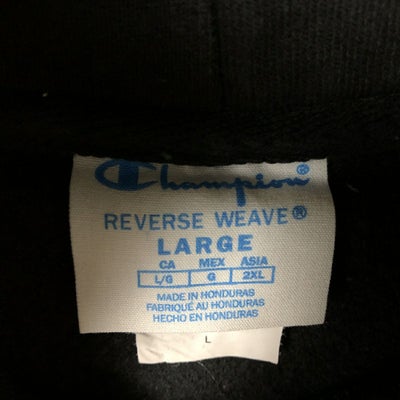 Champion
REVERSE WEAVE®
LARGE
CA MEX ASIA
L/G G 2XL
MADE IN HONDURAS
FABRIQUÉ AU HONDURAS
HECHO EN HONDURAS
L